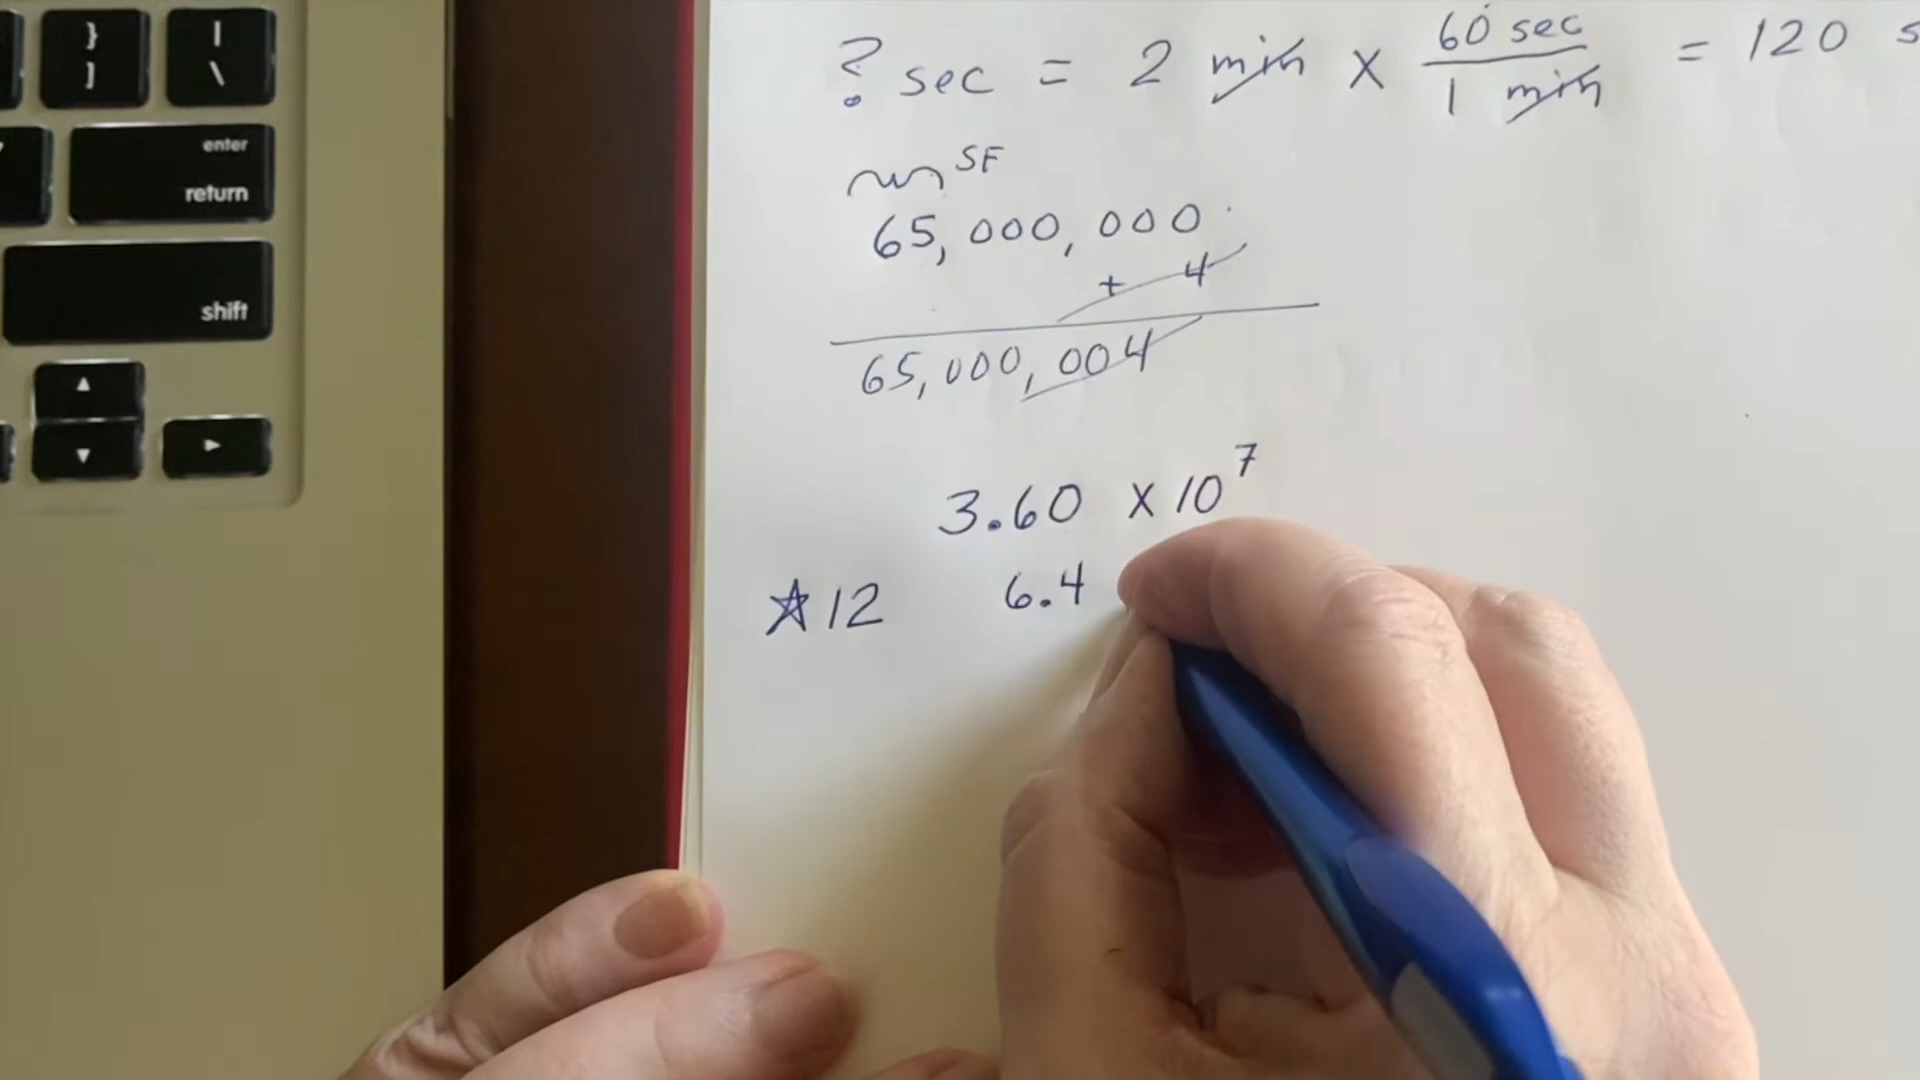 }
]
|
\
enter
return
shift
? sec = 2 min x 60 sec / 1 min = 120 s
SF
65,000,000.
+ 4
65,000,004
3.60 x 10^7
☆ 12 6.4